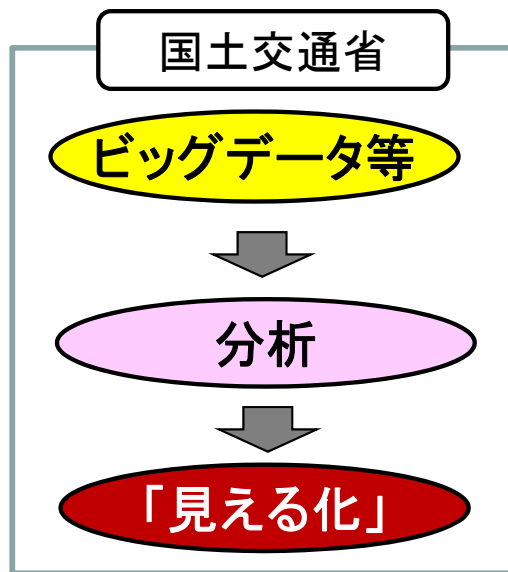 国土交通省
ビッグデータ等
分析
「見える化」